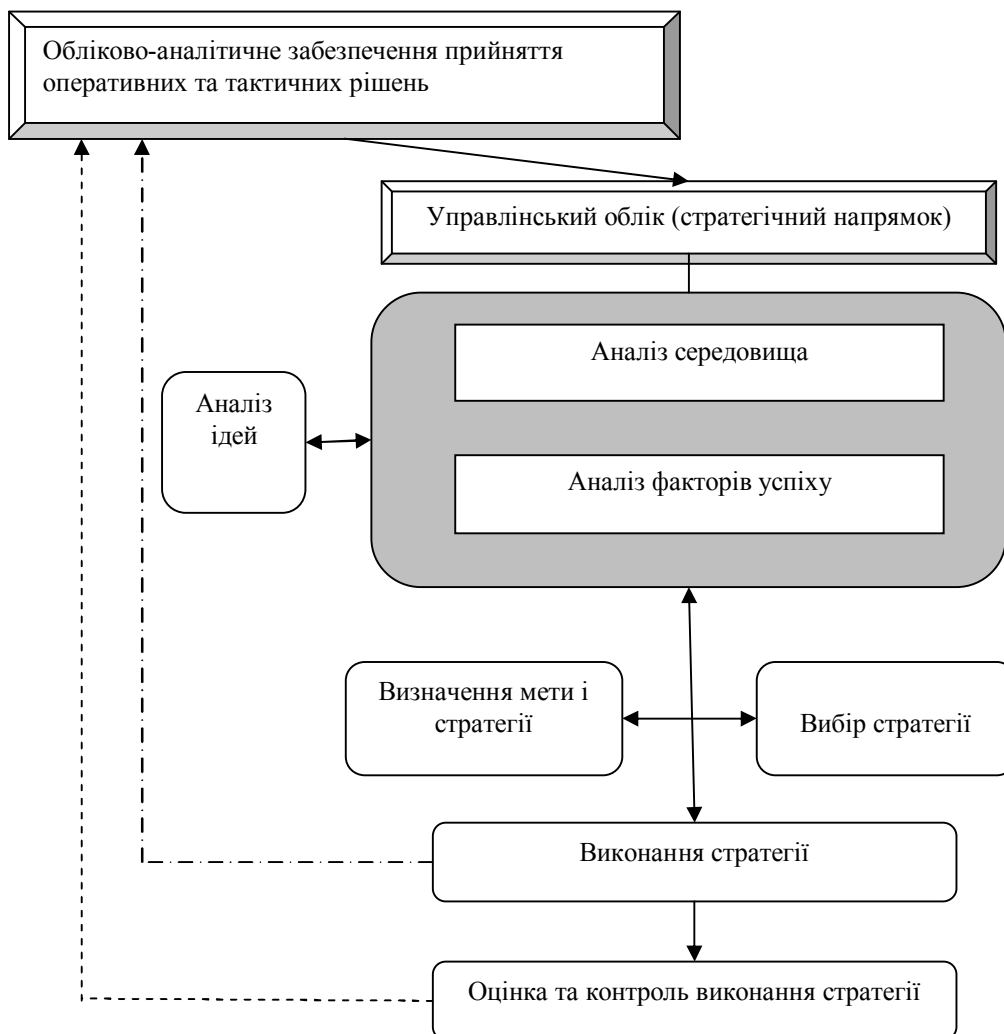 Обліково-аналітичне забезпечення прийняття
оперативних та тактичних рішень
Управлінський облік (стратегічний напрямок)
Аналіз середовища
Аналіз
ідей
Аналіз факторів успіху
Визначення мети і
стратегії
Вибір стратегії
Виконання стратегії
Оцінка та контроль виконання стратегії